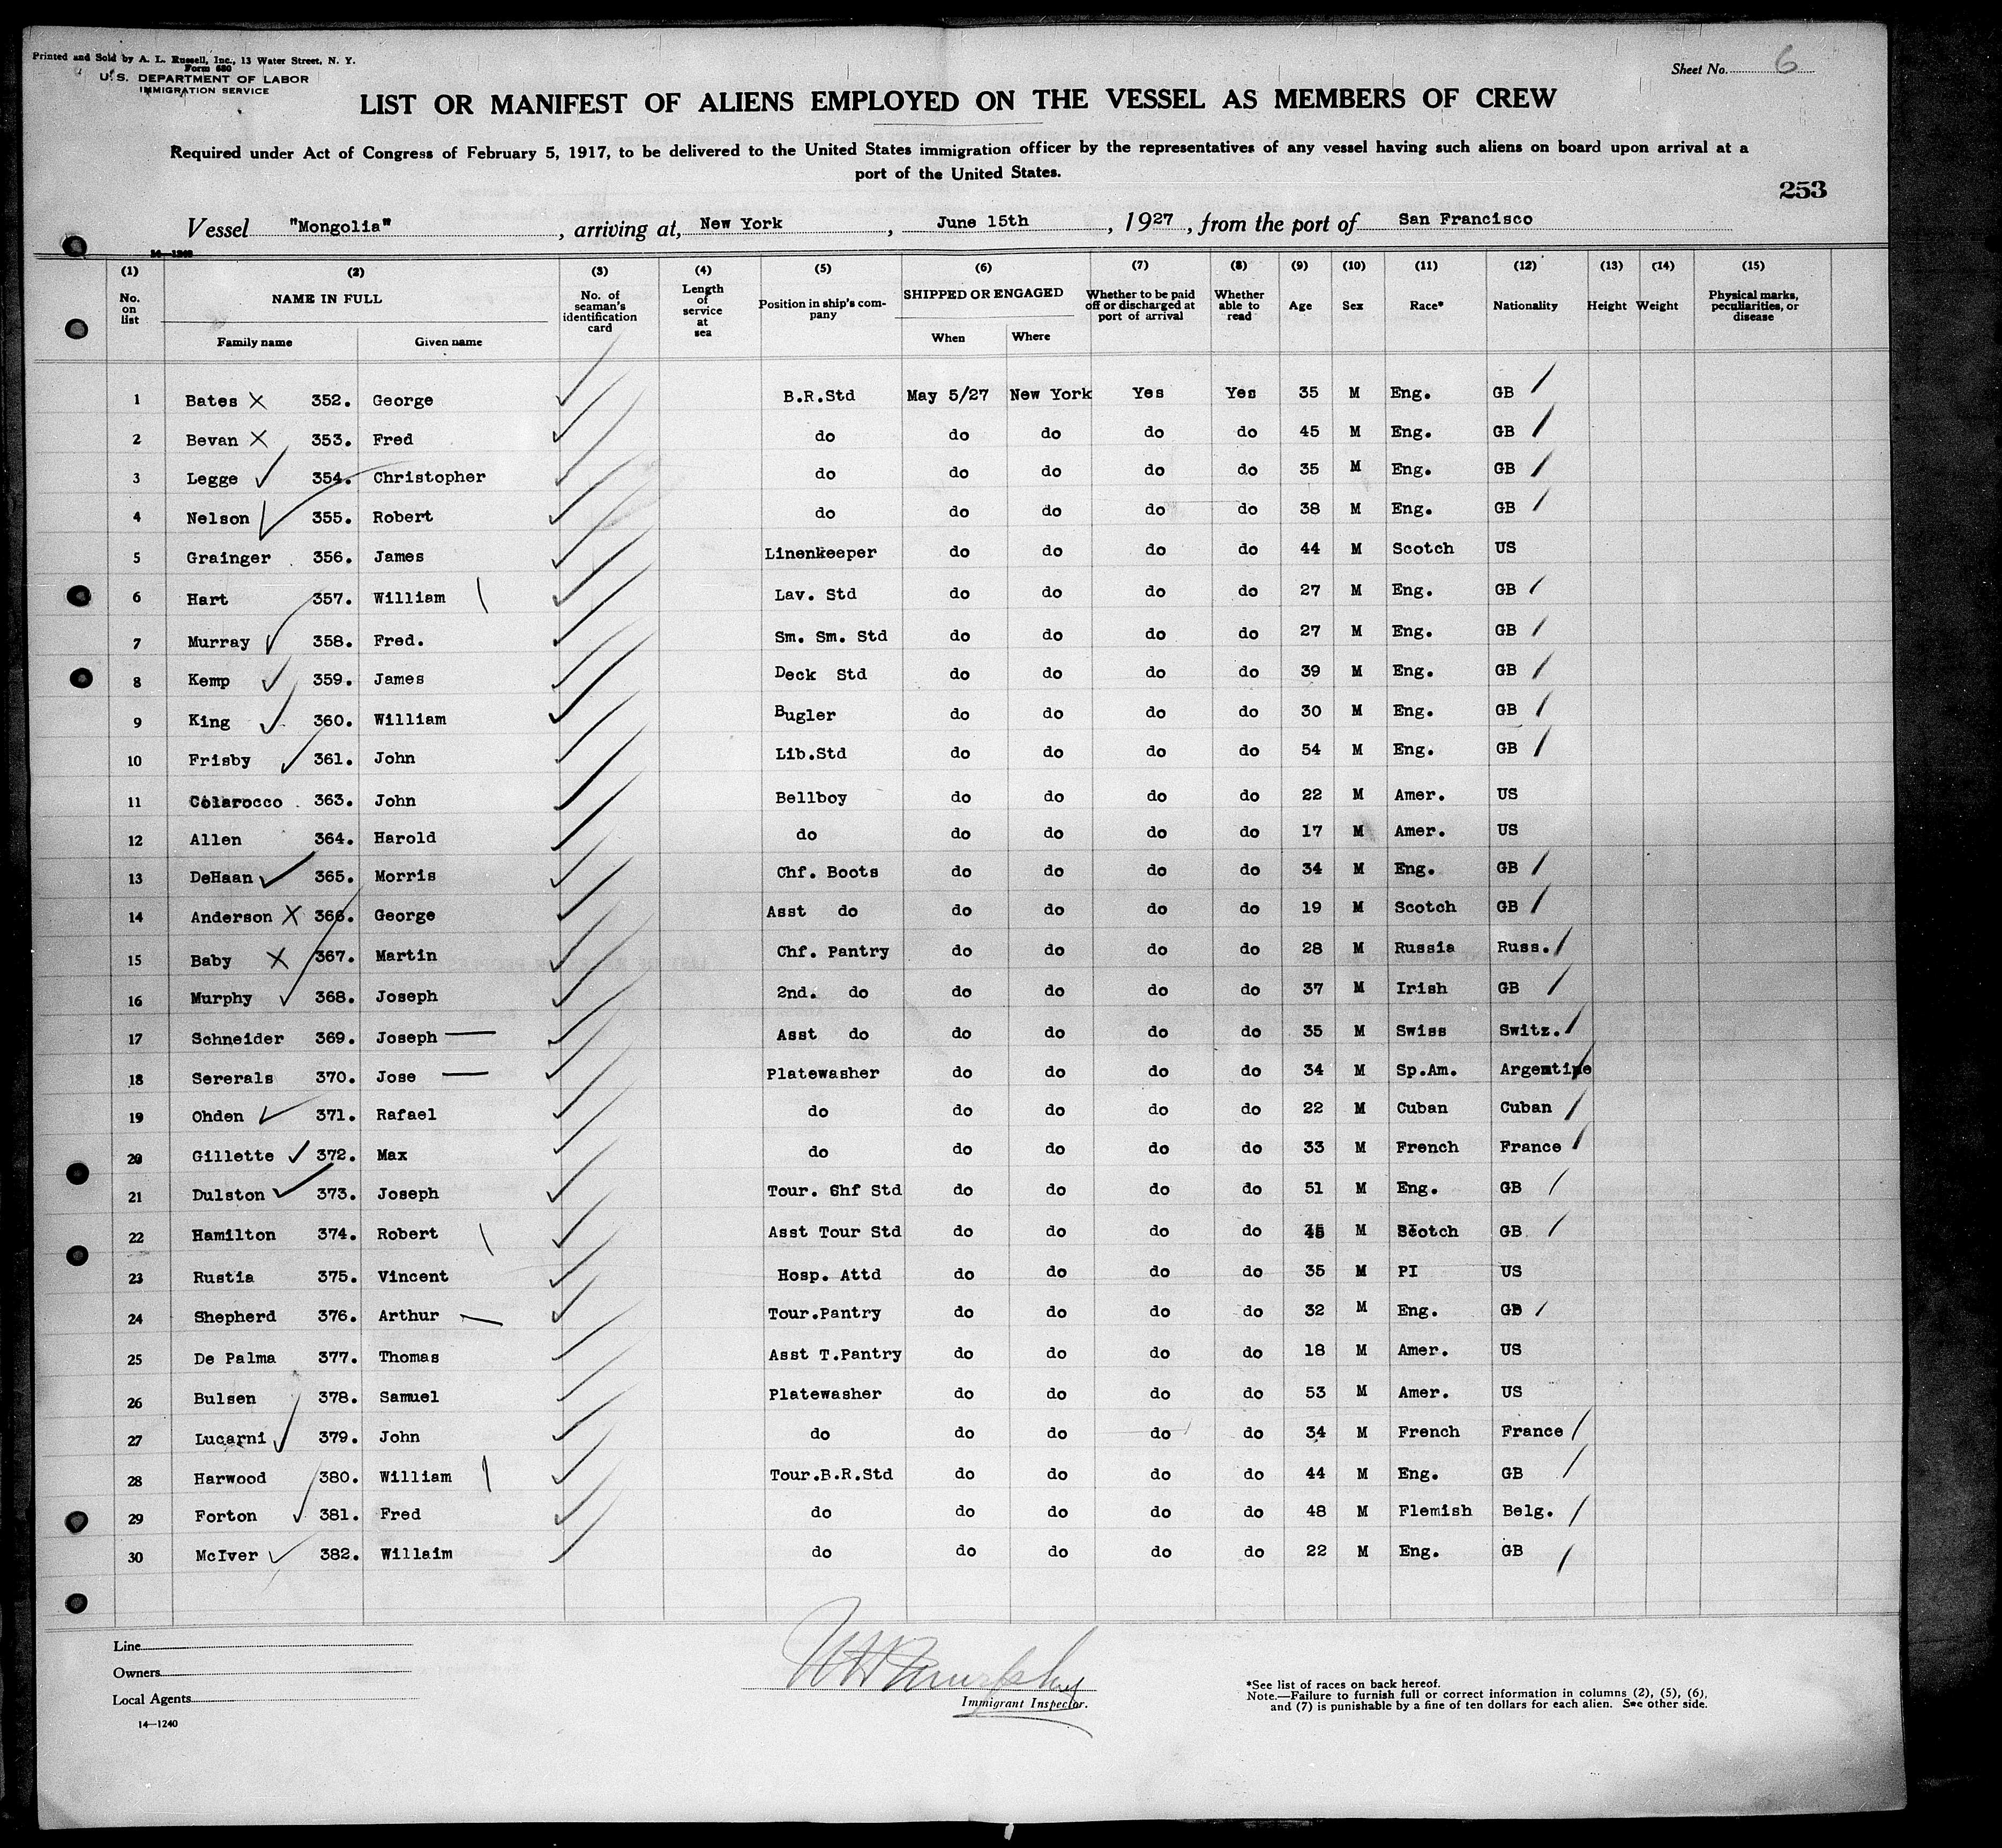 Printed and Sold by A. L. Russell, Inc., 13 Water Street, N. Y.
Form 680
U. S. DEPARTMENT OF LABOR
IMMIGRATION SERVICE
Sheet No. 6
LIST OR MANIFEST OF ALIENS EMPLOYED ON THE VESSEL AS MEMBERS OF CREW
Required under Act of Congress of February 5, 1917, to be delivered to the United States immigration officer by the representatives of any vessel having such aliens on board upon arrival at a
port of the United States.
253
Vessel "Mongolia", arriving at, New York, June 15th, 1927, from the port of San Francisco
14—1240
(1) (2) (3) (4) (5) (6) (7) (8) (9) (10) (11) (12) (13) (14) (15)
No. on list NAME IN FULL No. of seaman's identification card Length of service at sea Position in ship's company SHIPPED OR ENGAGED Whether to be paid off or discharged at port of arrival Whether able to read Age Sex Race* Nationality Height Weight Physical marks, peculiarities, or disease
Family name Given name When Where
1 Bates X 352. George B.R.Std May 5/27 New York Yes Yes 35 M Eng. GB
2 Bevan X 353. Fred do do do do do 45 M Eng. GB
3 Legge 354. Christopher do do do do do 35 M Eng. GB
4 Nelson 355. Robert do do do do do 38 M Eng. GB
5 Grainger 356. James Linenkeeper do do do do 44 M Scotch US
6 Hart 357. William Lav. Std do do do do 27 M Eng. GB
7 Murray 358. Fred. Sm. Sm. Std do do do do 27 M Eng. GB
8 Kemp 359. James Deck Std do do do do 39 M Eng. GB
9 King 360. William Bugler do do do do 30 M Eng. GB
10 Frisby 361. John Lib.Std do do do do 54 M Eng. GB
11 Colarocco 363. John Bellboy do do do do 22 M Amer. US
12 Allen 364. Harold do do do do do 17 M Amer. US
13 DeHaan 365. Morris Chf. Boots do do do do 34 M Eng. GB
14 Anderson X 366. George Asst do do do do do 19 M Scotch GB
15 Baby X 367. Martin Chf. Pantry do do do do 28 M Russia Russ.
16 Murphy 368. Joseph 2nd. do do do do do 37 M Irish GB
17 Schneider 369. Joseph Asst do do do do do 35 M Swiss Switz.
18 Sererals 370. Jose Platewasher do do do do 34 M Sp.Am. Argentine
19 Ohden 371. Rafael do do do do do 22 M Cuban Cuban
20 Gillette 372. Max do do do do do 33 M French France
21 Dulston 373. Joseph Tour. Chf Std do do do do 51 M Eng. GB
22 Hamilton 374. Robert Asst Tour Std do do do do M Scotch GB
23 Rustia 375. Vincent Hosp. Attd do do do do 35 M PI US
24 Shepherd 376. Arthur Tour.Pantry do do do do 32 M Eng. GB
25 De Palma 377. Thomas Asst T.Pantry do do do do 18 M Amer. US
26 Bulsen 378. Samuel Platewasher do do do do 53 M Amer. US
27 Lucarni 379. John do do do do do 34 M French France
28 Harwood 380. William Tour.B.R.Std do do do do 44 M Eng. GB
29 Forton 381. Fred do do do do do 48 M Flemish Belg.
30 McIver 382. Willaim do do do do do 22 M Eng. GB
Line
Owners
Local Agents
14—1240
Murphy
Immigrant Inspector.
*See list of races on back hereof.
Note.—Failure to furnish full or correct information in columns (2), (5), (6),
and (7) is punishable by a fine of ten dollars for each alien. See other side.